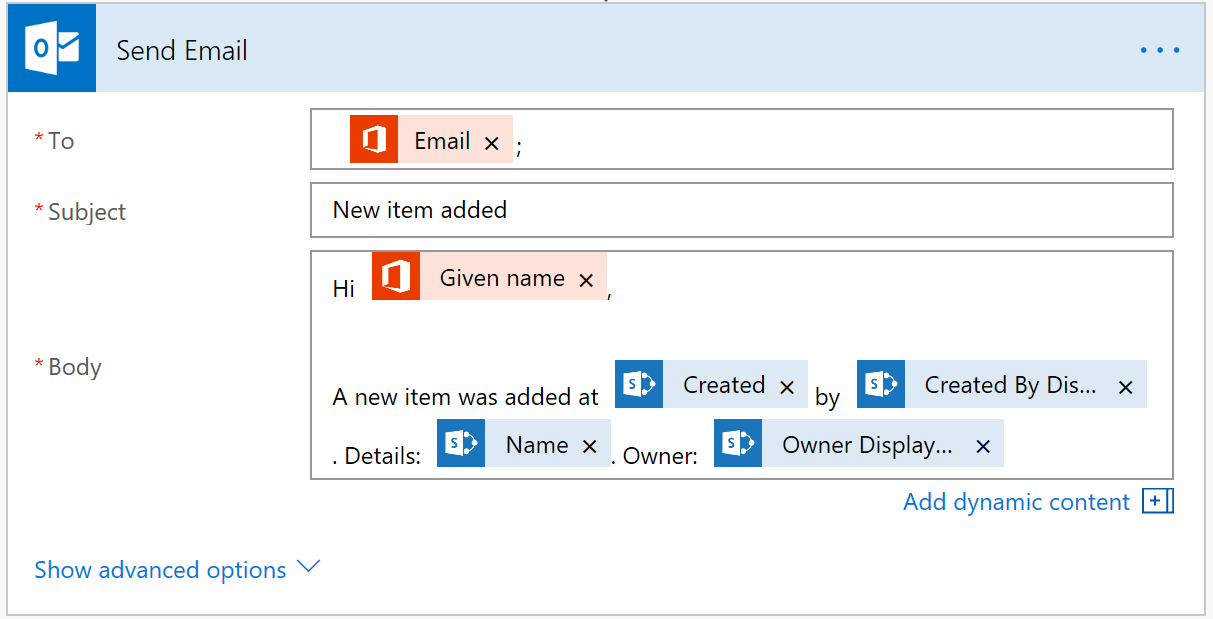 Send Email
* To
Email × ;
* Subject
New item added
* Body
Hi Given name × ,
A new item was added at Created × by Created By Dis... ×
. Details: Name × . Owner: Owner Display... ×
Add dynamic content
Show advanced options